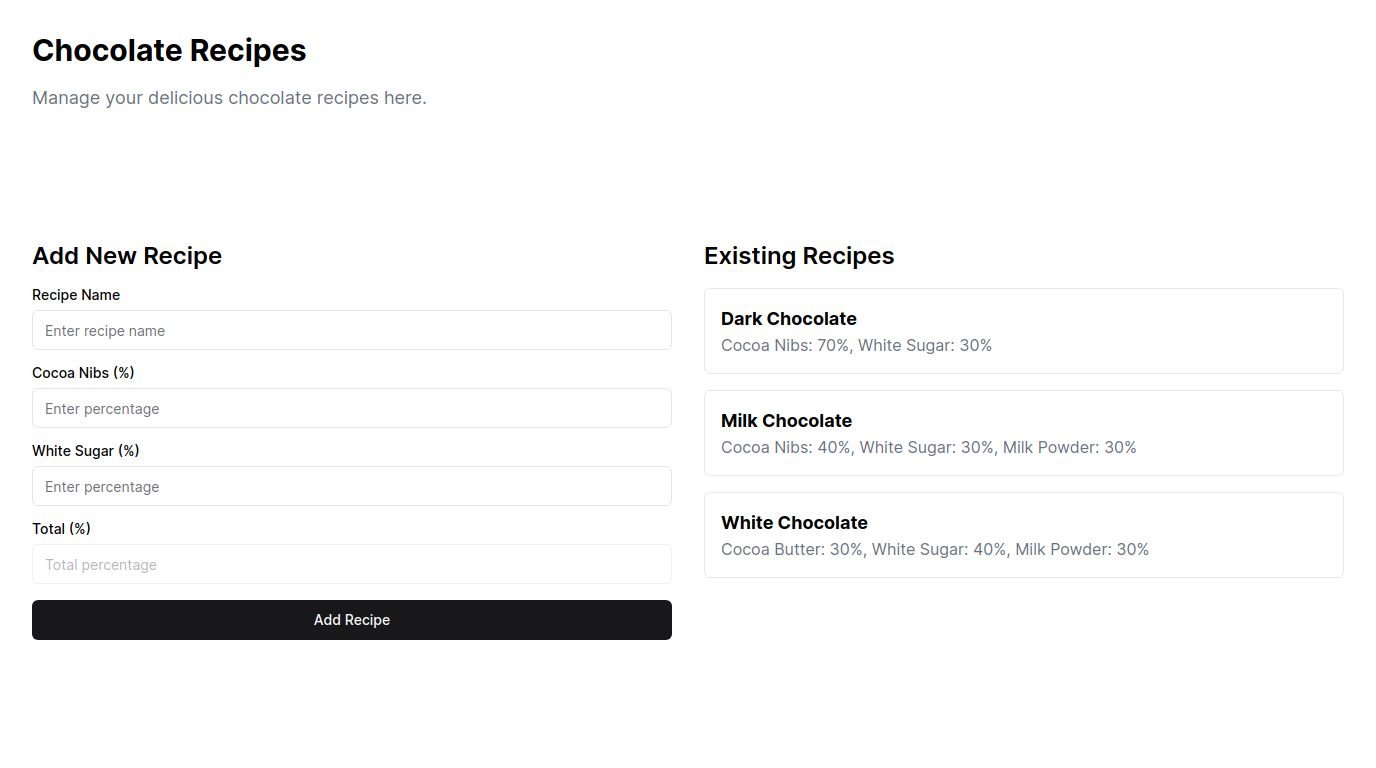 Chocolate Recipes
Manage your delicious chocolate recipes here.
Add New Recipe
Recipe Name
Enter recipe name
Cocoa Nibs (%)
Enter percentage
White Sugar (%)
Enter percentage
Total (%)
Total percentage
Add Recipe
Existing Recipes
Dark Chocolate
Cocoa Nibs: 70%, White Sugar: 30%
Milk Chocolate
Cocoa Nibs: 40%, White Sugar: 30%, Milk Powder: 30%
White Chocolate
Cocoa Butter: 30%, White Sugar: 40%, Milk Powder: 30%